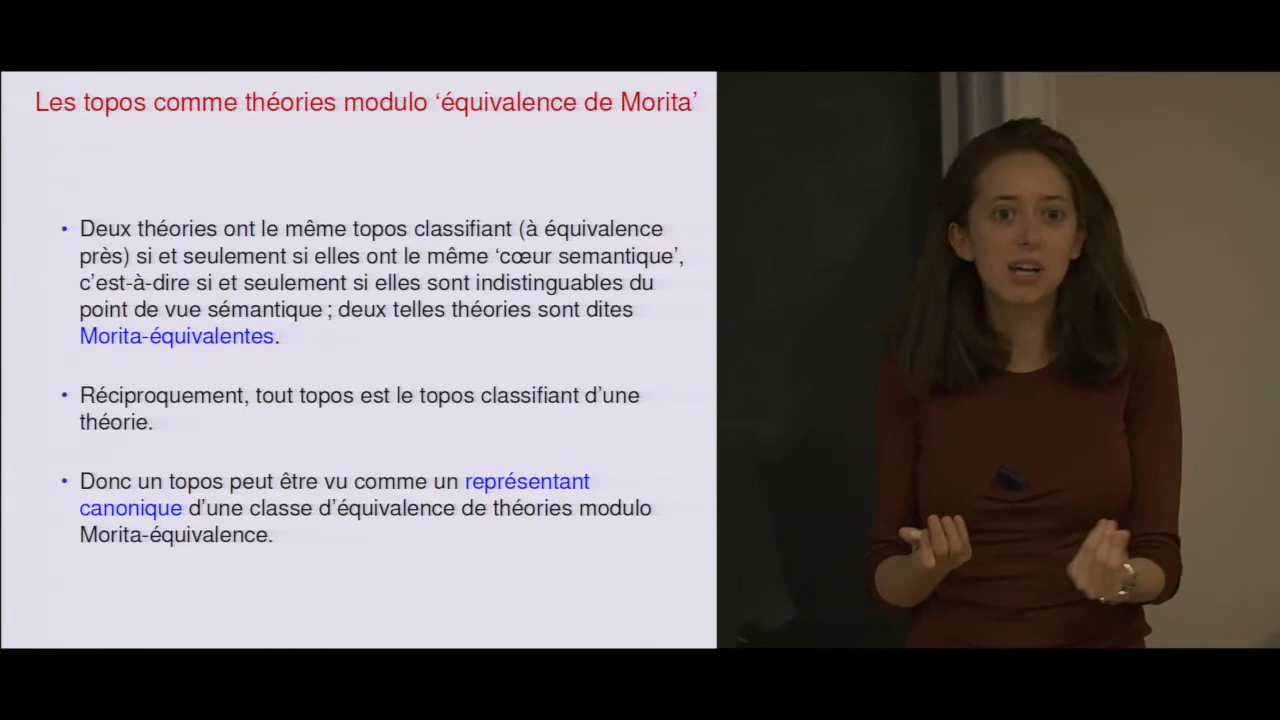 Les topos comme théories modulo ‘équivalence de Morita’
• Deux théories ont le même topos classifiant (à équivalence
près) si et seulement si elles ont le même ‘cœur semantique’,
c’est-à-dire si et seulement si elles sont indistinguables du
point de vue sémantique ; deux telles théories sont dites
Morita-équivalentes.
• Réciproquement, tout topos est le topos classifiant d’une
théorie.
• Donc un topos peut être vu comme un représentant
canonique d’une classe d’équivalence de théories modulo
Morita-équivalence.